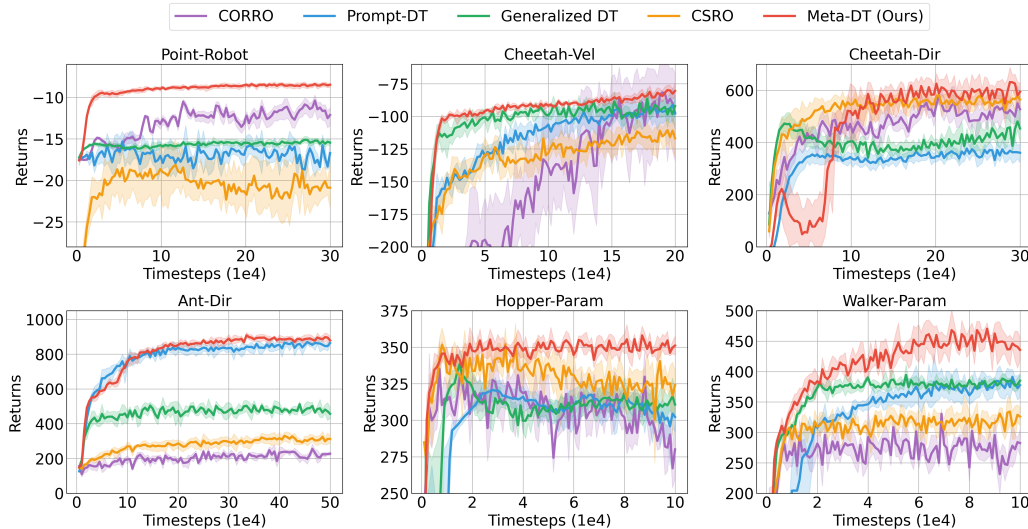 CORRO Prompt-DT Generalized DT CSRO Meta-DT (Ours)
Point-Robot Cheetah-Vel Cheetah-Dir
Returns
−10
−15
−20
−25
0 10 20 30
Timesteps (1e4)
Returns
−75
−100
−125
−150
−175
−200
0 5 10 15 20
Timesteps (1e4)
Returns
600
400
200
0
0 10 20 30
Timesteps (1e4)
Ant-Dir Hopper-Param Walker-Param
Returns
1000
800
600
400
200
0
0 10 20 30 40 50
Timesteps (1e4)
Returns
375
350
325
300
275
250
0 2 4 6 8 10
Timesteps (1e4)
Returns
500
450
400
350
300
250
200
0 2 4 6 8 10
Timesteps (1e4)